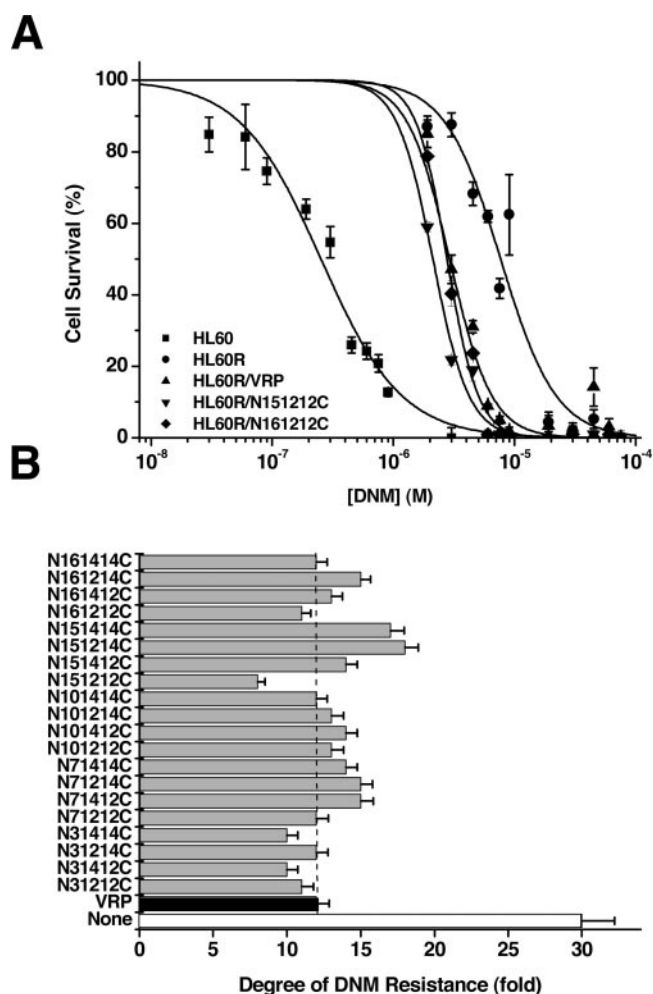 A
100
80
60
40
20
0
Cell Survival (%)
HL60
HL60R
HL60R/VRP
HL60R/N151212C
HL60R/N161212C
10-8 10-7 10-6 10-5 10-4
[DNM] (M)
B
N161414C
N161214C
N161412C
N161212C
N151414C
N151214C
N151412C
N151212C
N101414C
N101214C
N101412C
N101212C
N71414C
N71214C
N71412C
N71212C
N31414C
N31214C
N31412C
N31212C
VRP
None
0 5 10 15 20 25 30
Degree of DNM Resistance (fold)